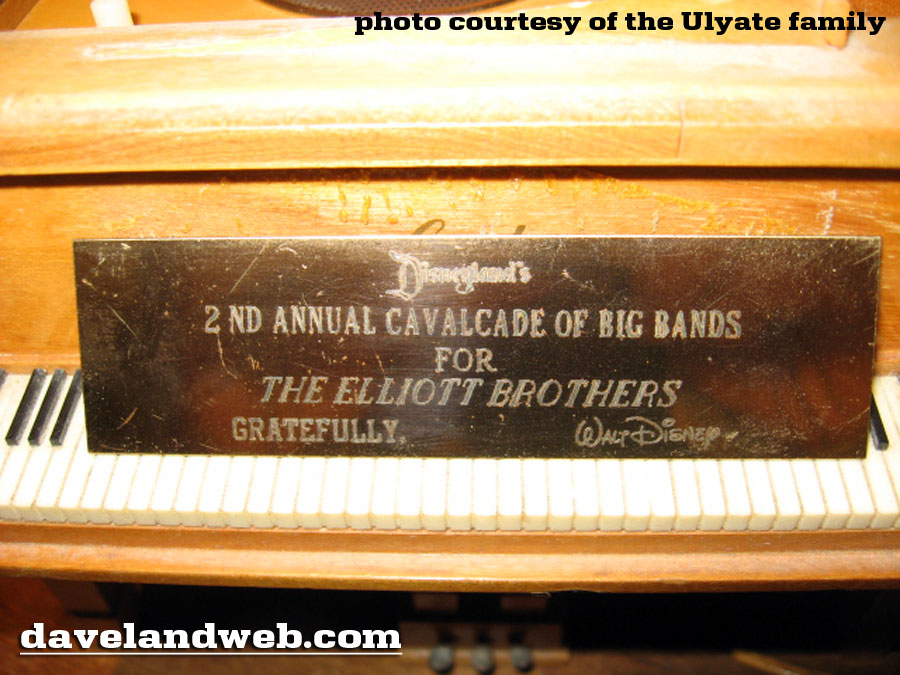 photo courtesy of the Ulyate family
Disneyland's
2 ND ANNUAL CAVALCADE OF BIG BANDS
FOR
THE ELLIOTT BROTHERS
GRATEFULLY, WALT DISNEY
davelandweb.com